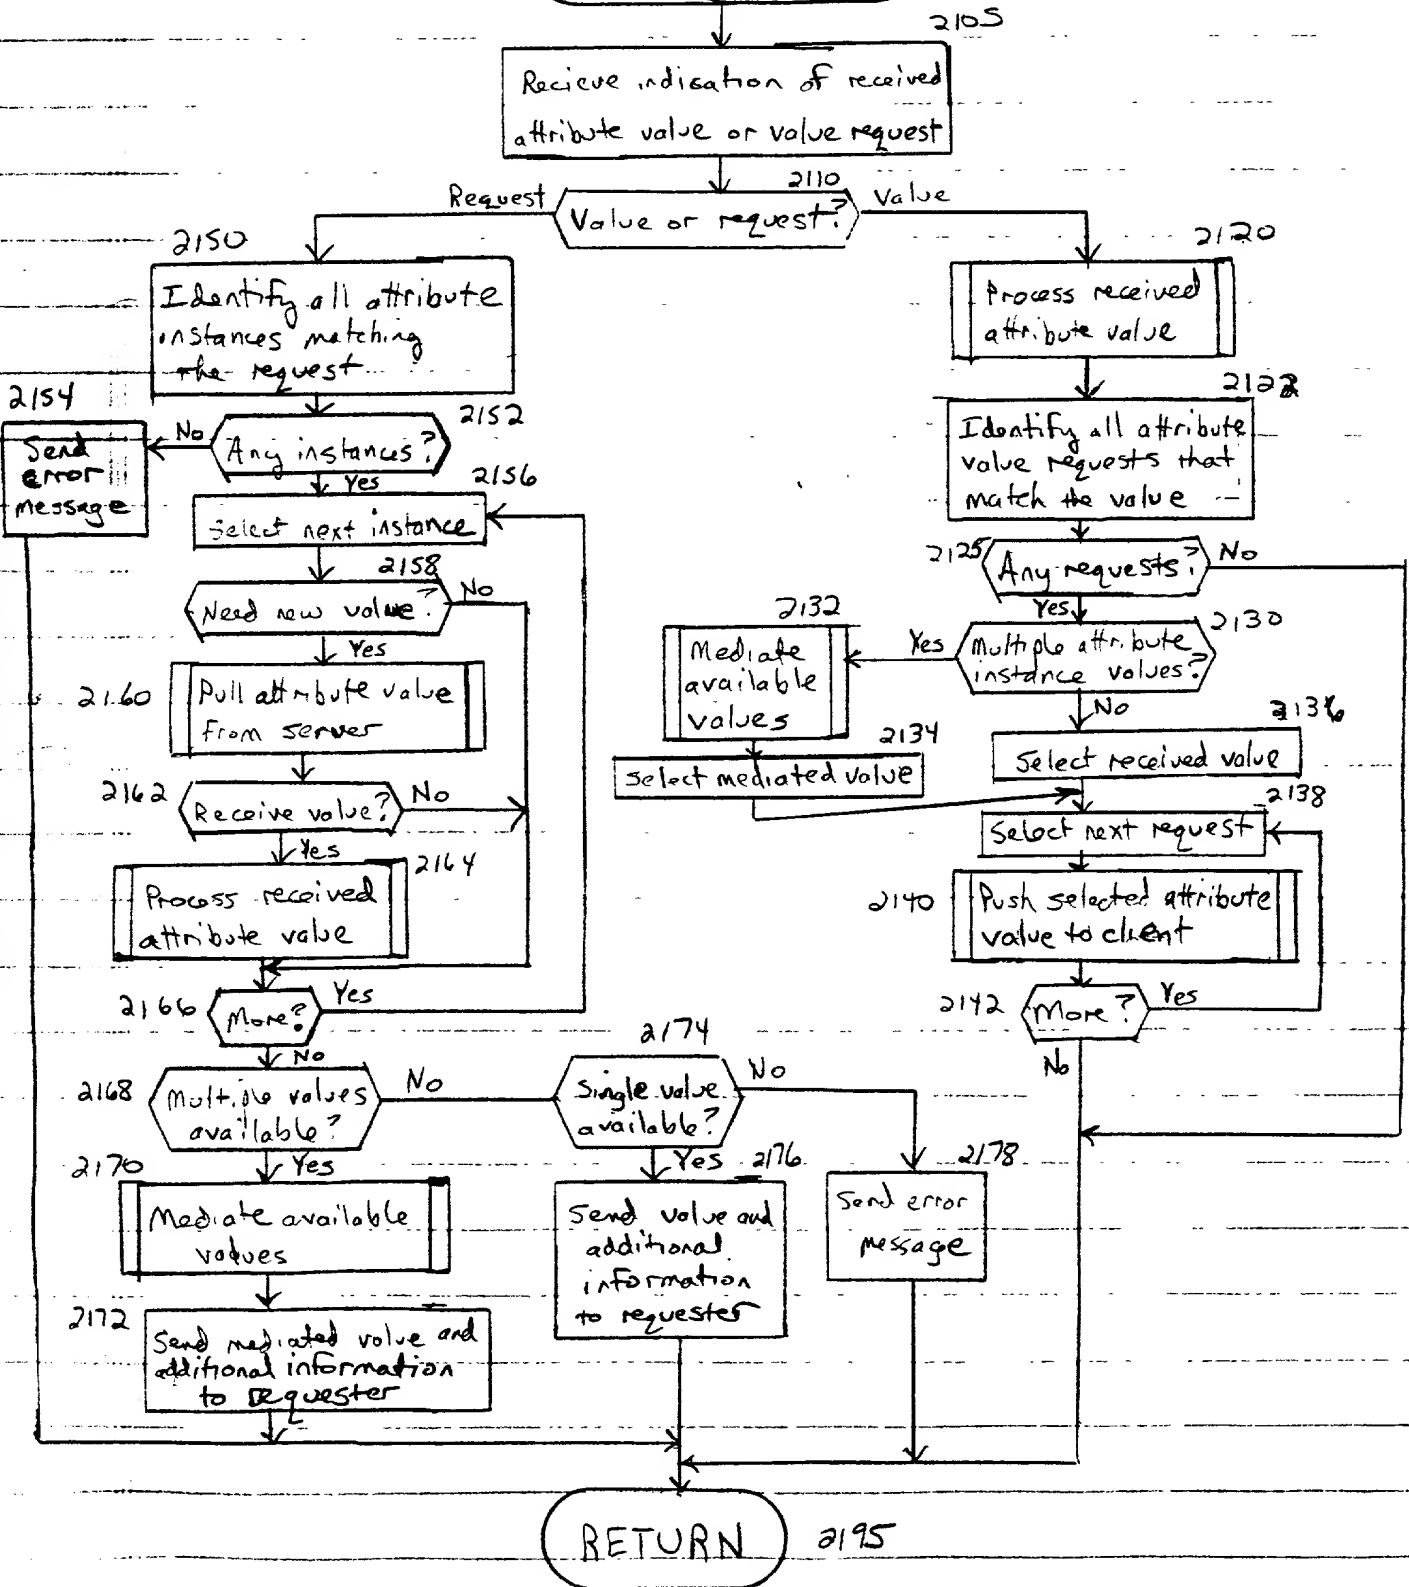 2105
Recieve indication of received
attribute value or value request
2110
Request
Value or request?
Value
2150
Identify all attribute
instances matching
the request
2120
Process received
attribute value
2154
Send
error
message
2152
No
Any instances?
Yes
2156
Select next instance
2158
Need new value?
No
Yes
2160
Pull attribute value
from server
2162
Receive value?
No
Yes
2164
Process received
attribute value
2166
More?
Yes
No
2168
Multiple values
available?
No
Yes
2170
Mediate available
values
2172
Send mediated value and
additional information
to requester
2174
Single value
available?
No
Yes
2176
Send value and
additional
information
to requester
2178
Send error
message
2122
Identify all attribute
value requests that
match the value
2125
Any requests?
No
Yes
2130
Multiple attribute
instance values?
Yes
No
2132
Mediate
available
values
2134
Select mediated value
2136
Select received value
2138
Select next request
2140
Push selected attribute
value to client
2142
More?
Yes
No
RETURN
2195